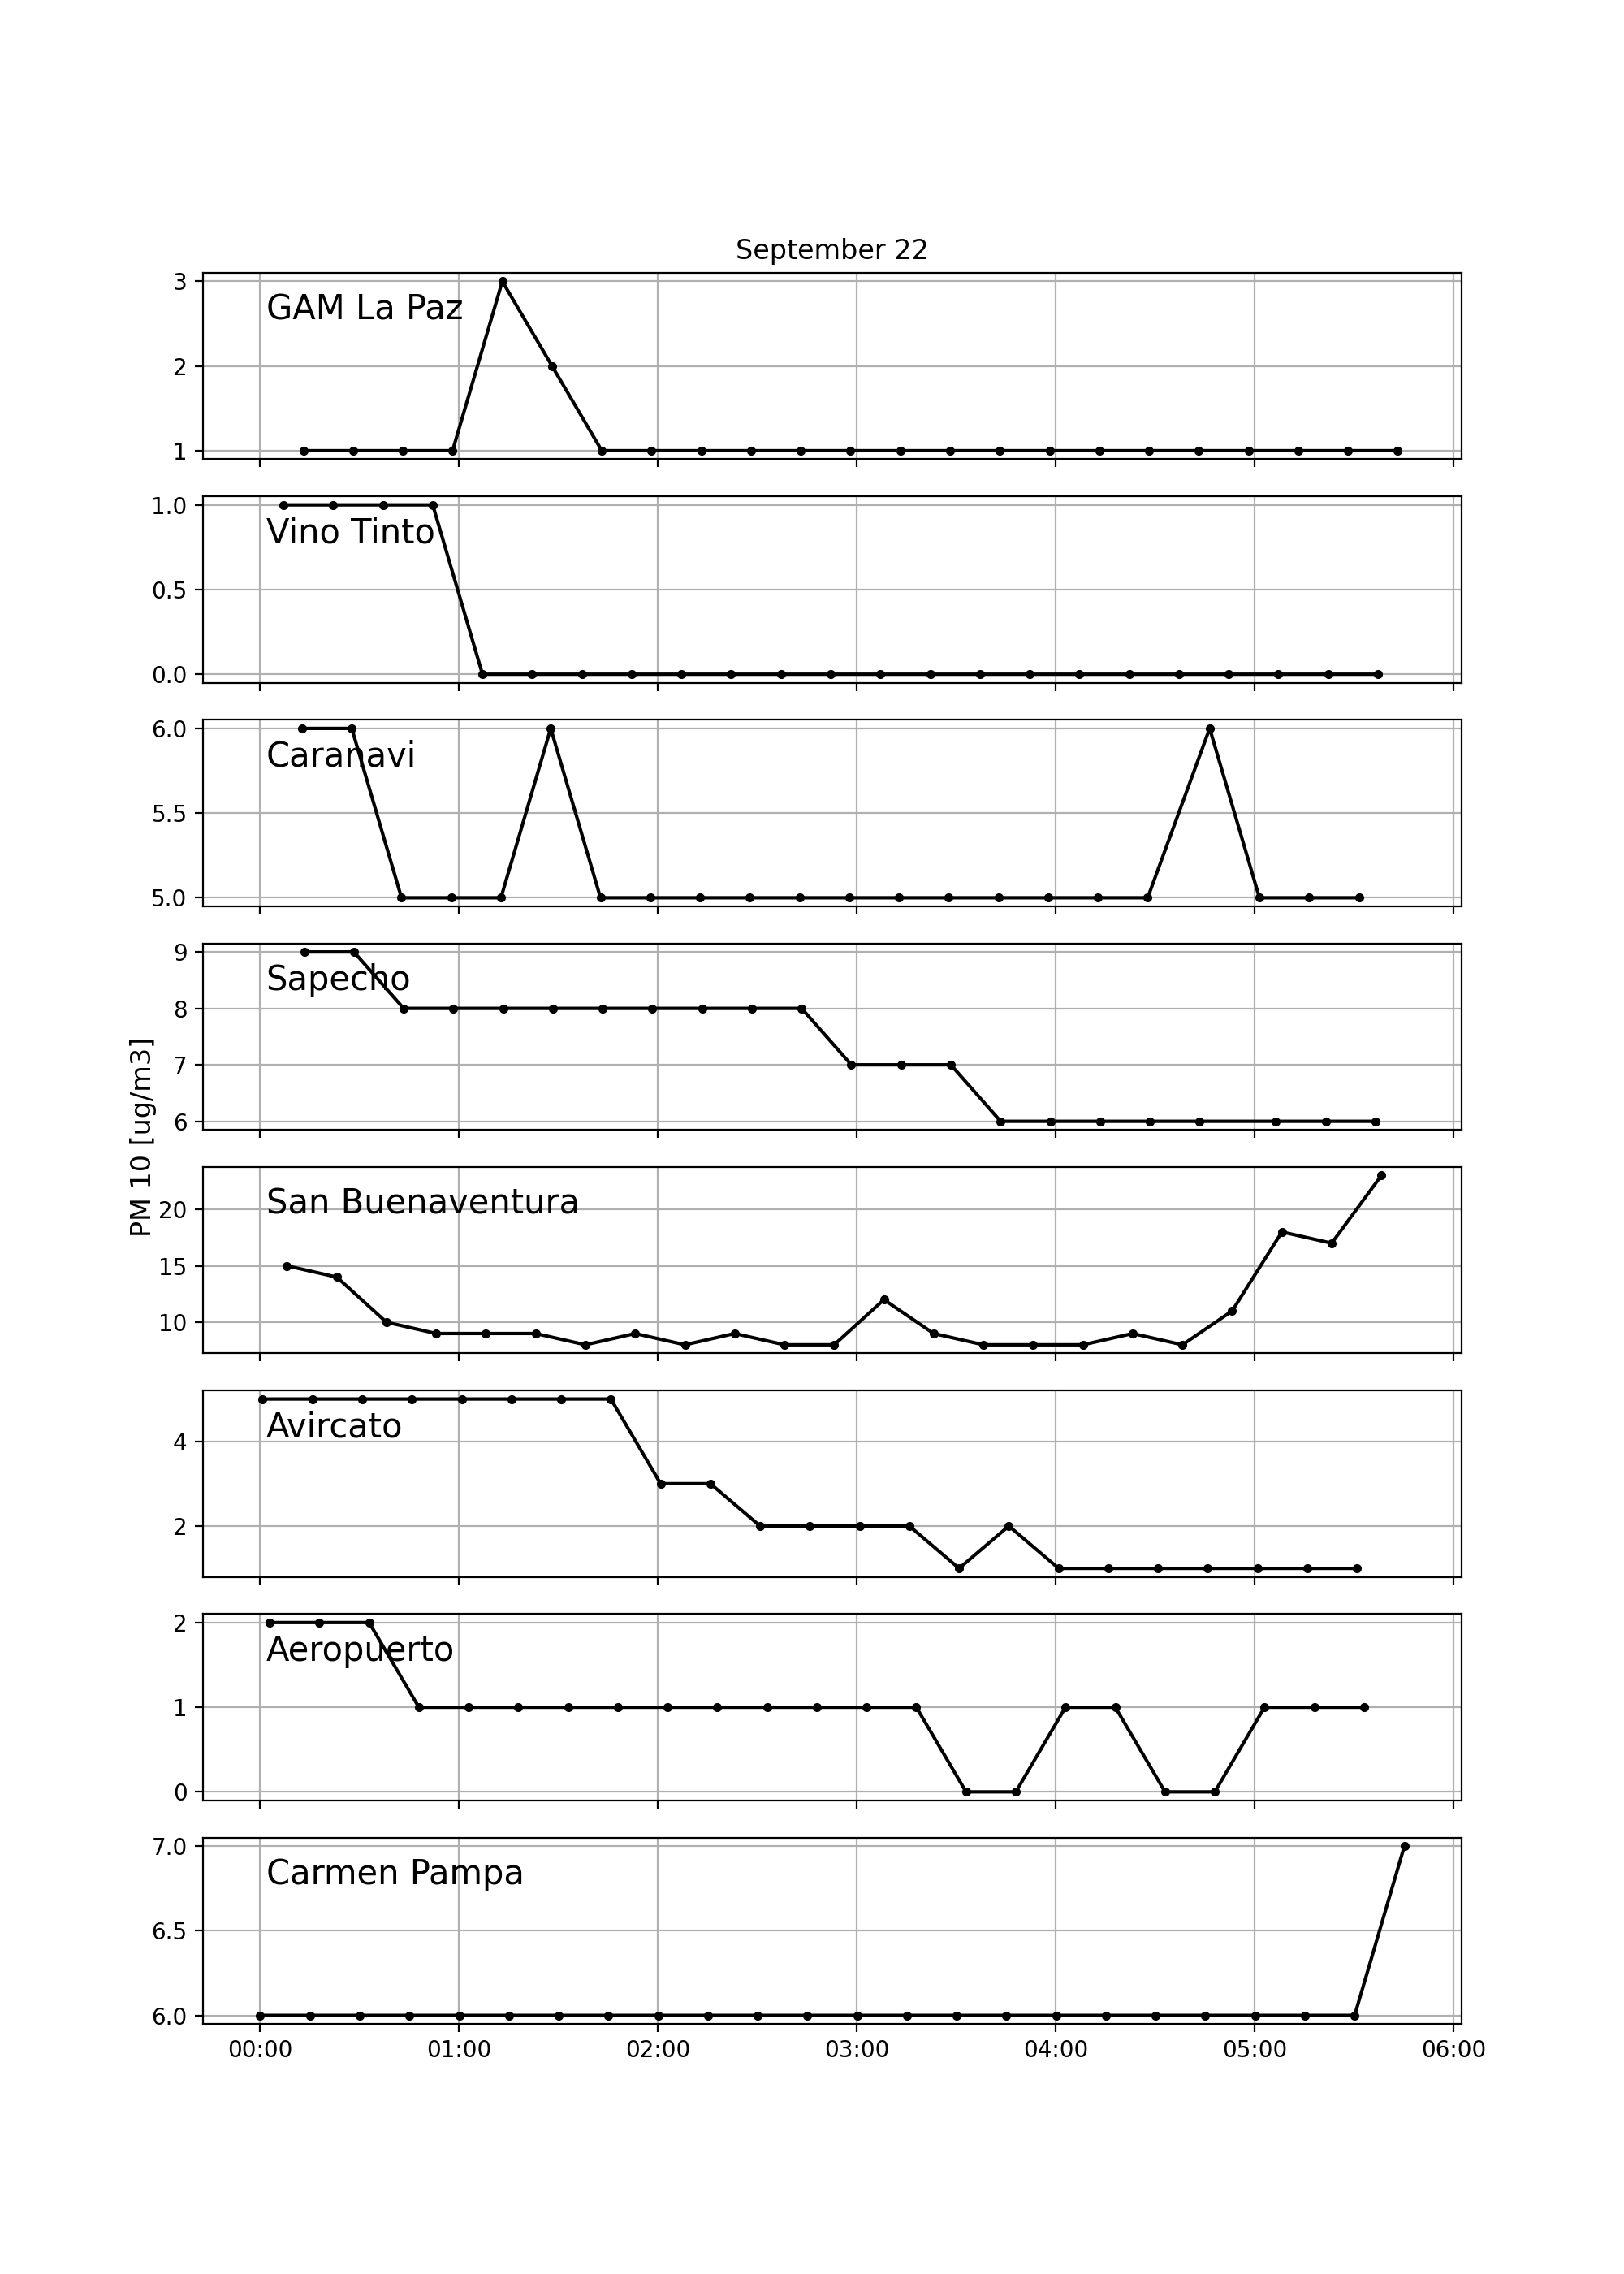 September 22
3
GAM La Paz
2
1
1.0
Vino Tinto
0.5
0.0
6.0
Caranavi
5.5
5.0
9
Sapecho
8
7
6
PM 10 [ug/m3]
San Buenaventura
20
15
10
Avircato
4
2
2
Aeropuerto
1
0
7.0
Carmen Pampa
6.5
6.0
00:00 01:00 02:00 03:00 04:00 05:00 06:00